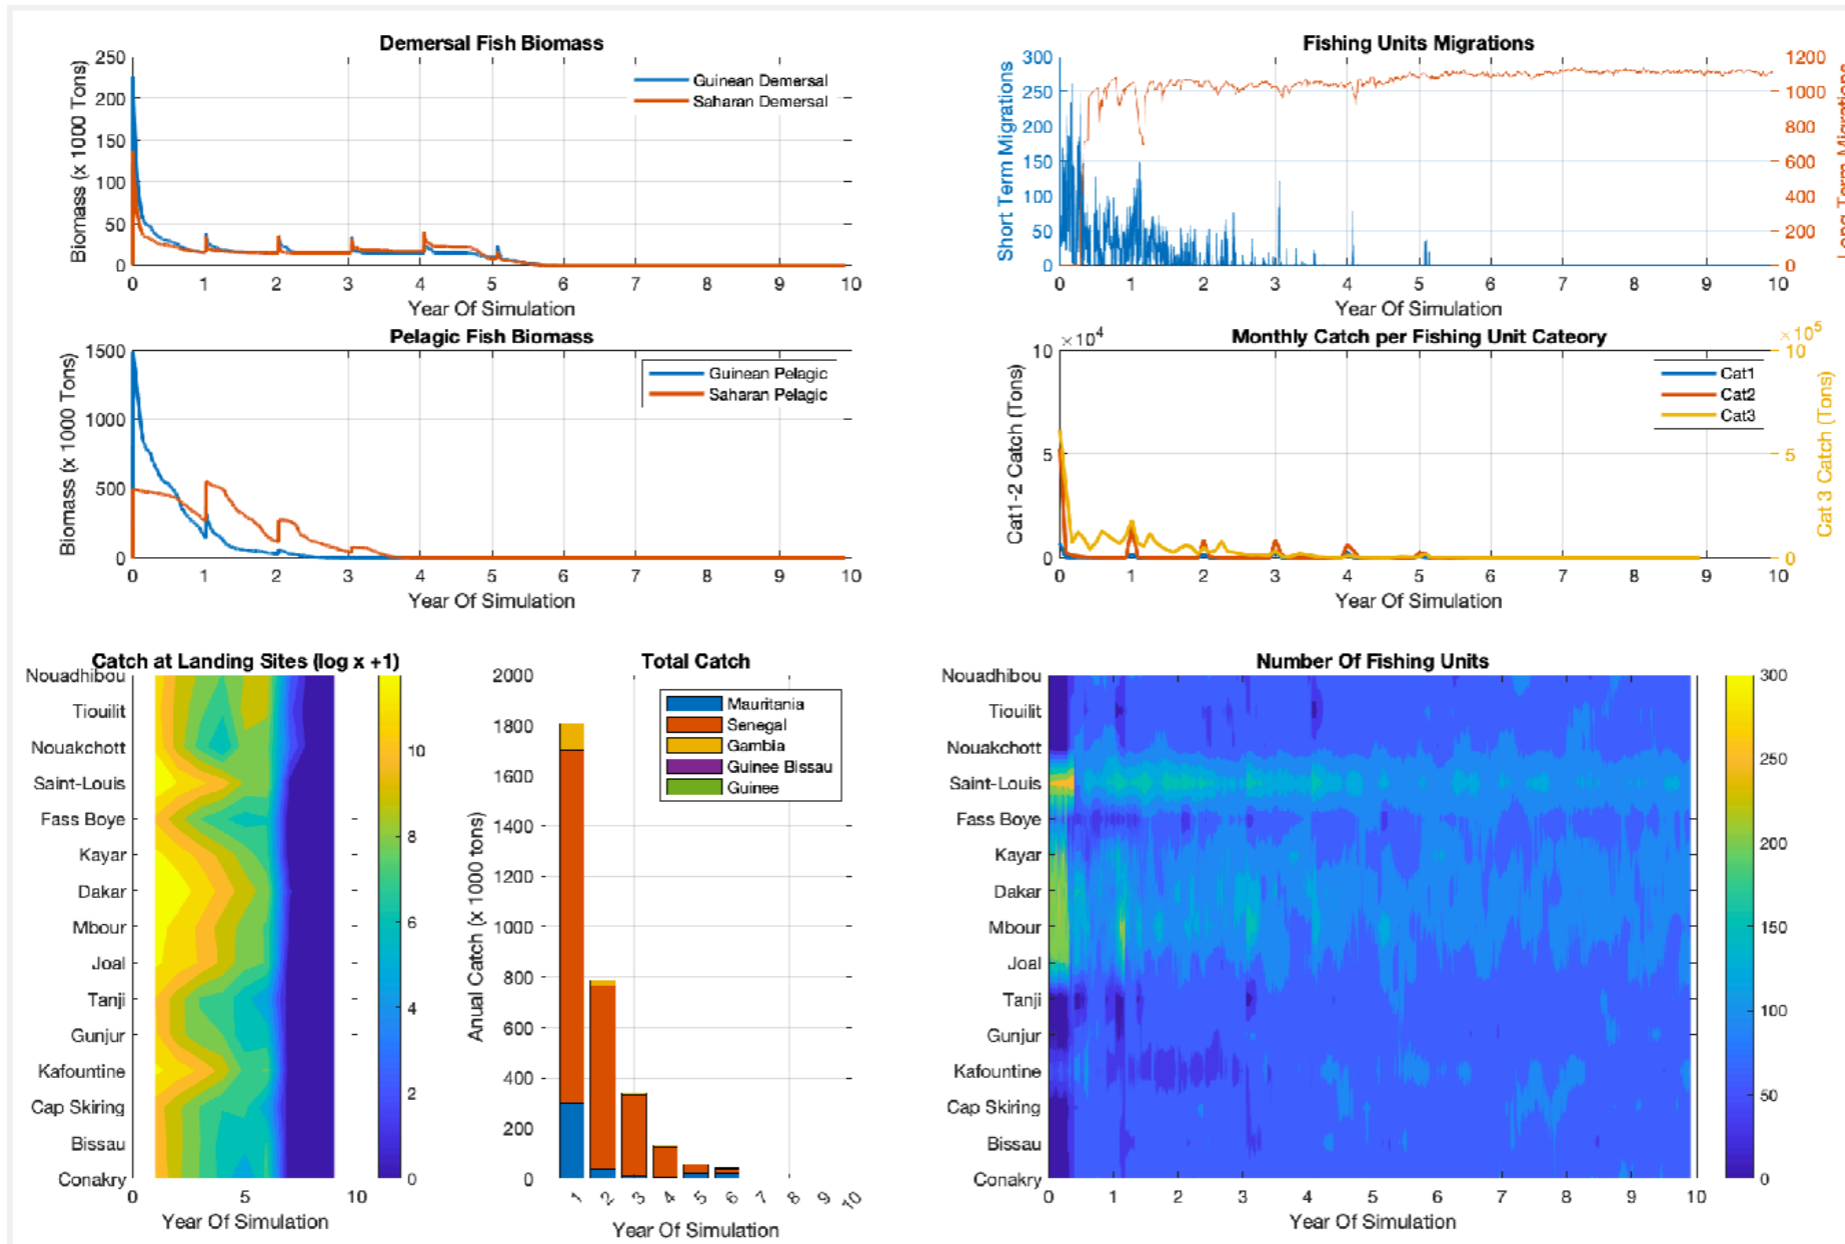 Demersal Fish Biomass
Biomass (x 1000 Tons)
250
200
150
100
50
0
Guinean Demersal
Saharan Demersal
0 1 2 3 4 5 6 7 8 9 10
Year Of Simulation
Fishing Units Migrations
Short Term Migrations
300
250
200
150
100
50
0
1200
1000
800
600
400
200
0
Long Term Migrations
0 1 2 3 4 5 6 7 8 9 10
Year Of Simulation
Pelagic Fish Biomass
Biomass (x 1000 Tons)
1500
1000
500
0
Guinean Pelagic
Saharan Pelagic
0 1 2 3 4 5 6 7 8 9 10
Year Of Simulation
Monthly Catch per Fishing Unit Cateory
×10⁴
×10⁵
Cat1-2 Catch (Tons)
10
5
0
Cat1
Cat2
Cat3
10
5
0
Cat 3 Catch (Tons)
0 1 2 3 4 5 6 7 8 9 10
Year Of Simulation
Catch at Landing Sites (log x +1)
Nouadhibou
Tiouilit
Nouakchott
Saint-Louis
Fass Boye
Kayar
Dakar
Mbour
Joal
Tanji
Gunjur
Kafountine
Cap Skiring
Bissau
Conakry
0 5 10
Year Of Simulation
10
8
6
4
2
0
Total Catch
Anual Catch (x 1000 tons)
2000
1800
1600
1400
1200
1000
800
600
400
200
0
Mauritania
Senegal
Gambia
Guinee Bissau
Guinee
1 2 3 4 5 6 7 8 9 10
Year Of Simulation
Number Of Fishing Units
Nouadhibou
Tiouilit
Nouakchott
Saint-Louis
Fass Boye
Kayar
Dakar
Mbour
Joal
Tanji
Gunjur
Kafountine
Cap Skiring
Bissau
Conakry
0 1 2 3 4 5 6 7 8 9 10
Year Of Simulation
300
250
200
150
100
50
0